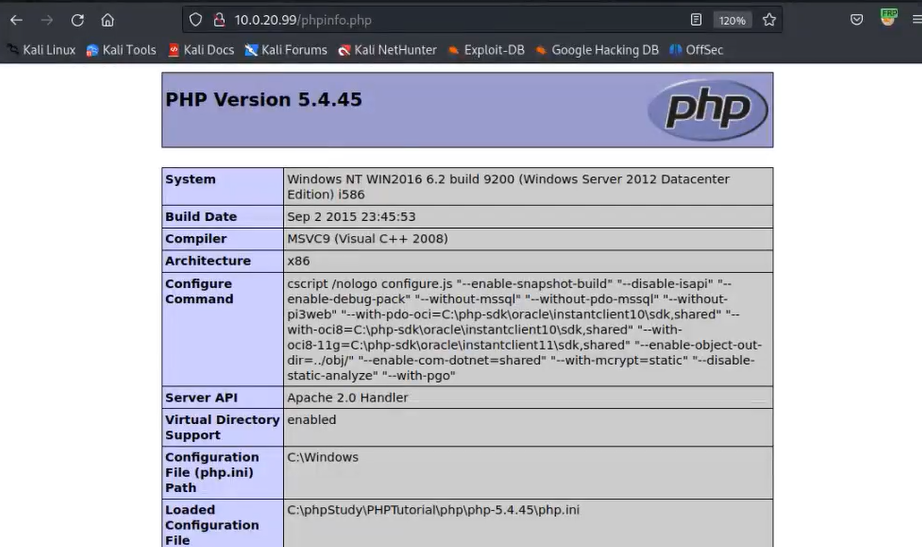 10.0.20.99/phpinfo.php
120%
FRP
Kali Linux Kali Tools Kali Docs Kali Forums Kali NetHunter Exploit-DB Google Hacking DB OffSec
PHP Version 5.4.45
php
System
Windows NT WIN2016 6.2 build 9200 (Windows Server 2012 Datacenter
Edition) i586
Build Date
Sep 2 2015 23:45:53
Compiler
MSVC9 (Visual C++ 2008)
Architecture
x86
Configure
Command
cscript /nologo configure.js "--enable-snapshot-build" "--disable-isapi" "--
enable-debug-pack" "--without-mssql" "--without-pdo-mssql" "--without-
pi3web" "--with-pdo-oci=C:\php-sdk\oracle\instantclient10\sdk,shared" "--
with-oci8=C:\php-sdk\oracle\instantclient10\sdk,shared" "--with-
oci8-11g=C:\php-sdk\oracle\instantclient11\sdk,shared" "--enable-object-out-
dir=../obj/" "--enable-com-dotnet=shared" "--with-mcrypt=static" "--disable-
static-analyze" "--with-pgo"
Server API
Apache 2.0 Handler
Virtual Directory
Support
enabled
Configuration
File (php.ini)
Path
C:\Windows
Loaded
Configuration
File
C:\phpStudy\PHPTutorial\php\php-5.4.45\php.ini